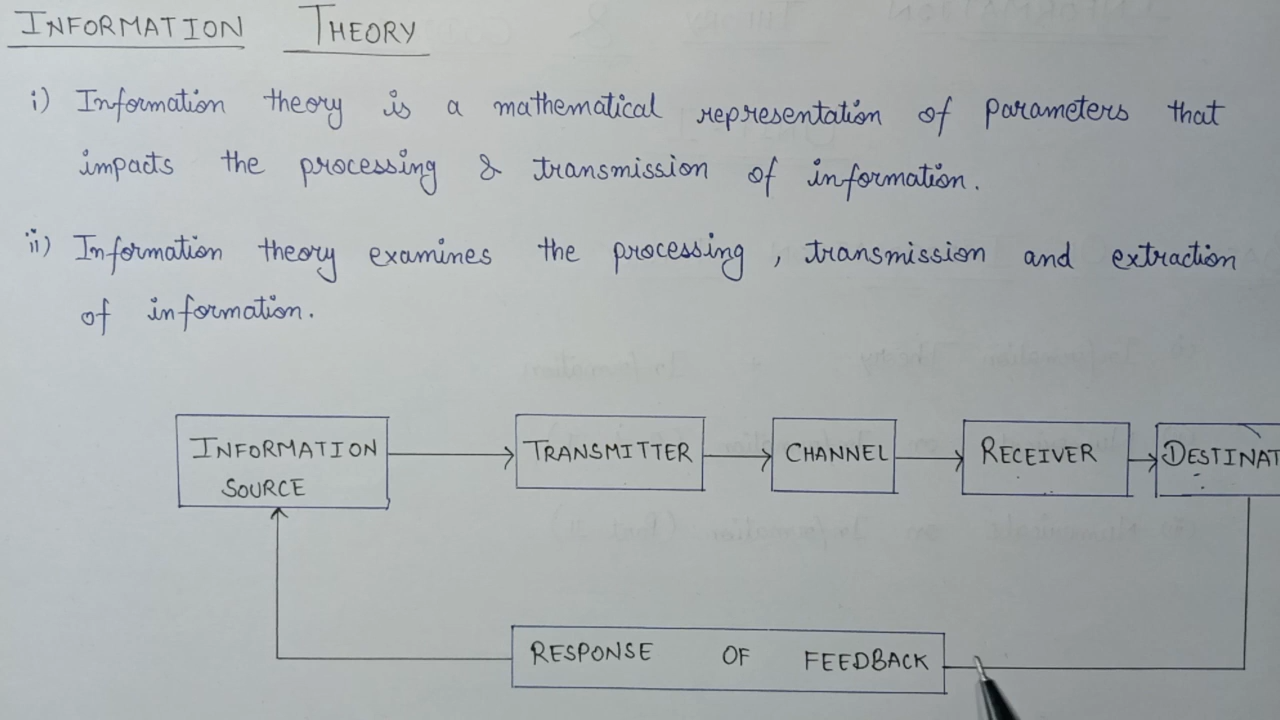 INFORMATION THEORY
i) Information theory is a mathematical representation of parameters that
impacts the processing & transmission of information.
ii) Information theory examines the processing, transmission and extraction
of information.
INFORMATION
SOURCE
TRANSMITTER
CHANNEL
RECEIVER
DESTINAT
RESPONSE OF FEEDBACK